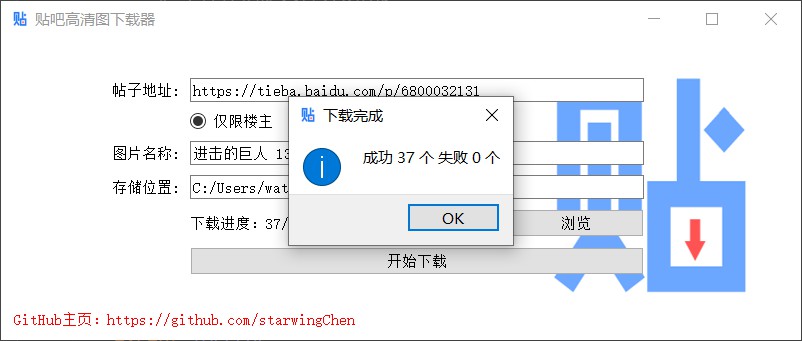 贴 贴吧高清图下载器
帖子地址： https://tieba.baidu.com/p/6800032131
贴 下载完成
仅限楼主
成功 37 个 失败 0 个
图片名称： 进击的巨人 13
存储位置： C:/Users/wat
下载进度：37/
OK
浏览
开始下载
GitHub主页：https://github.com/starwingChen